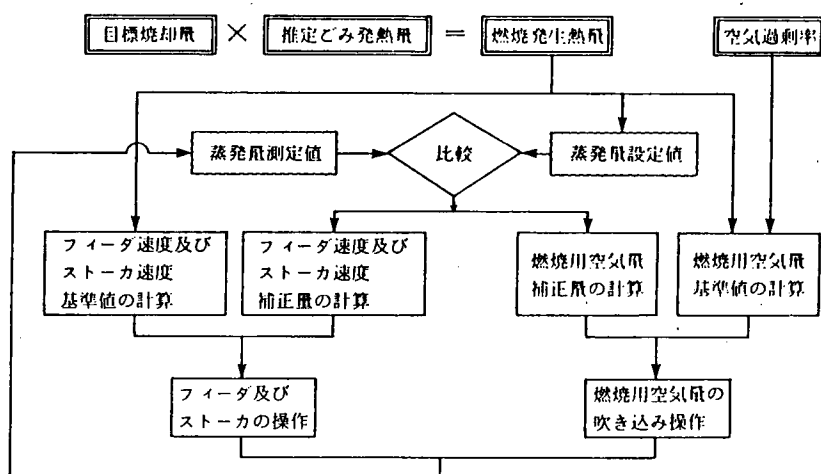 目標焼却量 × 推定ごみ発熱量 = 燃焼発生熱量 空気過剰率
蒸発量測定値 比較 蒸発量設定値
フィーダ速度及び
ストーカ速度
基準値の計算
フィーダ速度及び
ストーカ速度
補正量の計算
燃焼用空気量
補正量の計算
燃焼用空気量
基準値の計算
フィーダ及び
ストーカの操作
燃焼用空気量の
吹き込み操作